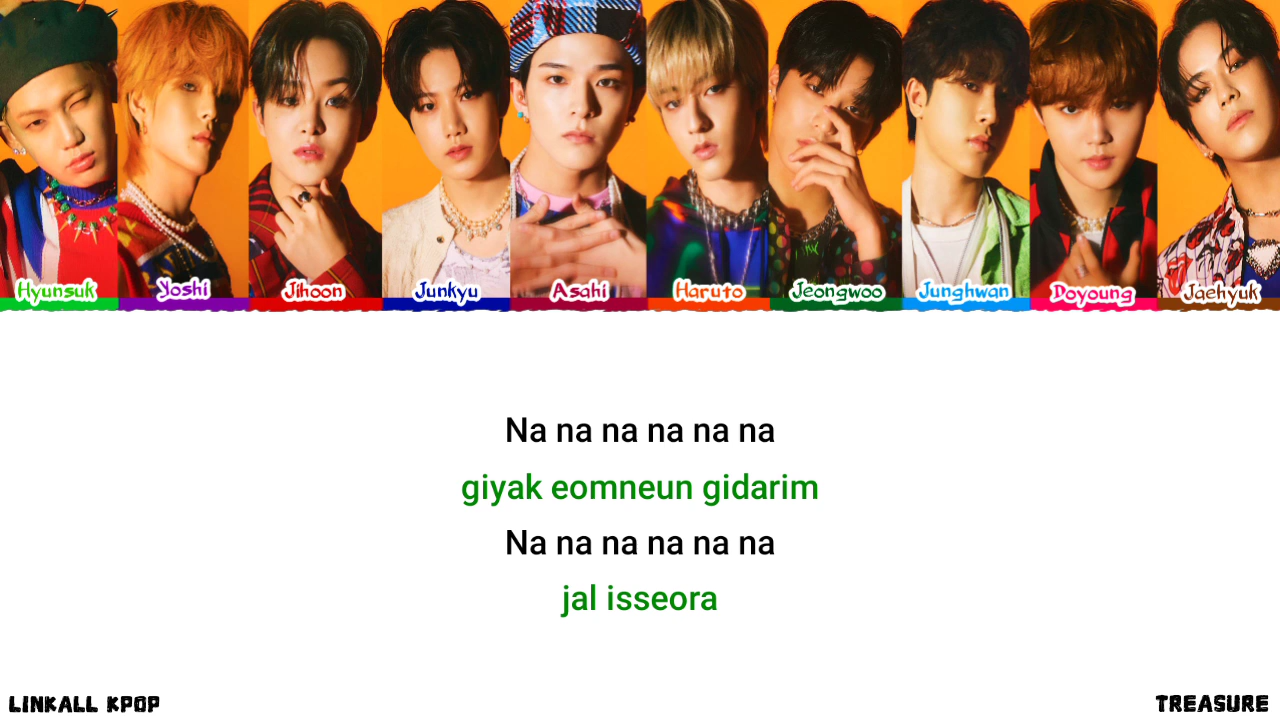 Hyunsuk Yoshi Jihoon Junkyu Asahi Haruto Jeongwoo Junghwan Doyoung Jaehyuk
Na na na na na na
giyak eomneun gidarim
Na na na na na na
jal isseora
LINKALL KPOP
TREASURE